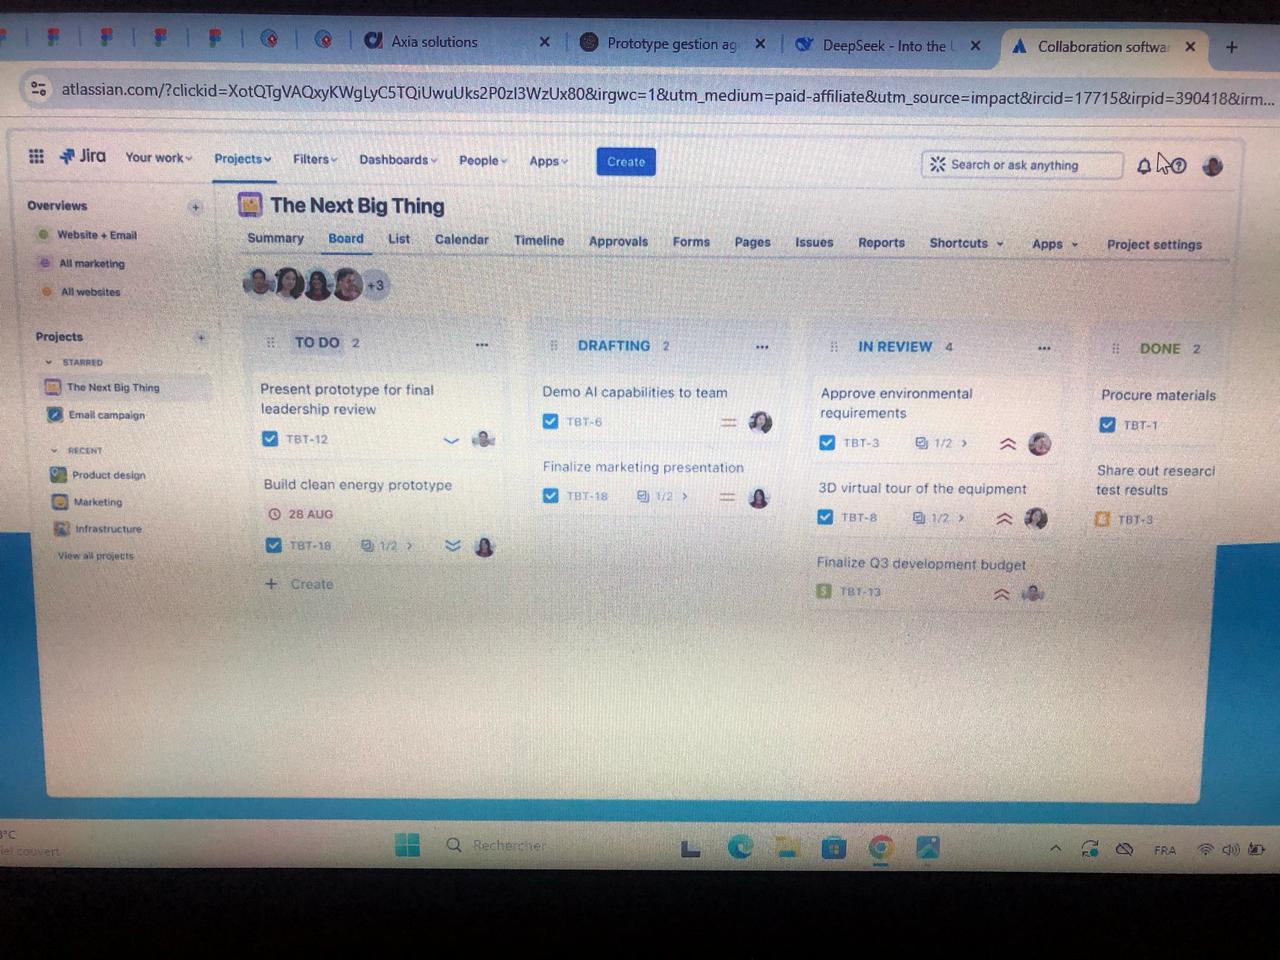 Axia solutions
Prototype gestion ag
DeepSeek - Into the
Collaboration softwa
atlassian.com/?clickid=XotQTgVAQxyKWgLyC5TQiUwuUks2P0zI3WzUx80&irgwc=1&utm_medium=paid-affiliate&utm_source=impact&ircid=17715&irpid=390418&irm...
Jira
Your work
Projects
Filters
Dashboards
People
Apps
Create
Search or ask anything
Overviews
Website + Email
All marketing
All websites
Projects
STARRED
The Next Big Thing
Email campaign
RECENT
Product design
Marketing
Infrastructure
View all projects
The Next Big Thing
Summary
Board
List
Calendar
Timeline
Approvals
Forms
Pages
Issues
Reports
Shortcuts
Apps
Project settings
+3
TO DO 2
Present prototype for final
leadership review
TBT-12
Build clean energy prototype
28 AUG
TBT-18 1/2
+ Create
DRAFTING 2
Demo AI capabilities to team
TBT-6
Finalize marketing presentation
TBT-18 1/2
IN REVIEW 4
Approve environmental
requirements
TBT-3 1/2
3D virtual tour of the equipment
TBT-8 1/2
Finalize Q3 development budget
TBT-13
DONE 2
Procure materials
TBT-1
Share out research
test results
TBT-3
°C
iel couvert
Rechercher
FRA